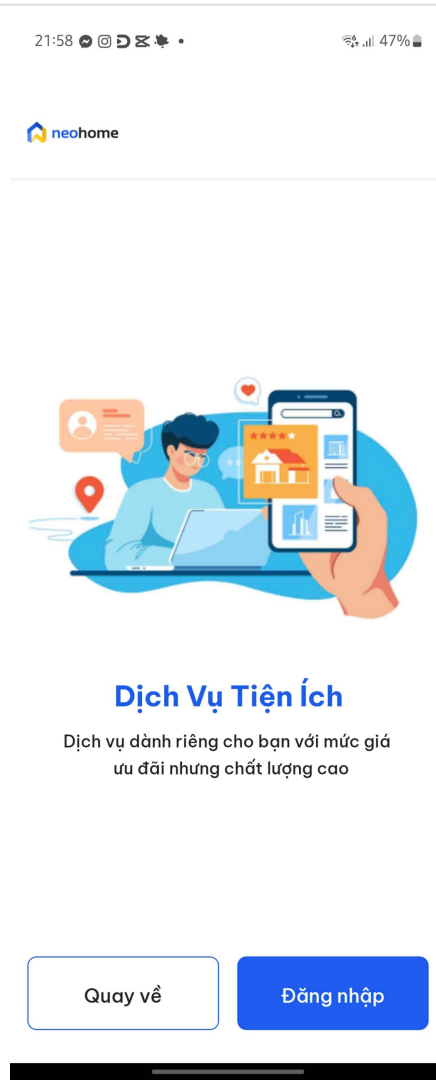 21:58
47%
neohome
Dịch Vụ Tiện Ích
Dịch vụ dành riêng cho bạn với mức giá
ưu đãi nhưng chất lượng cao
Quay về
Đăng nhập